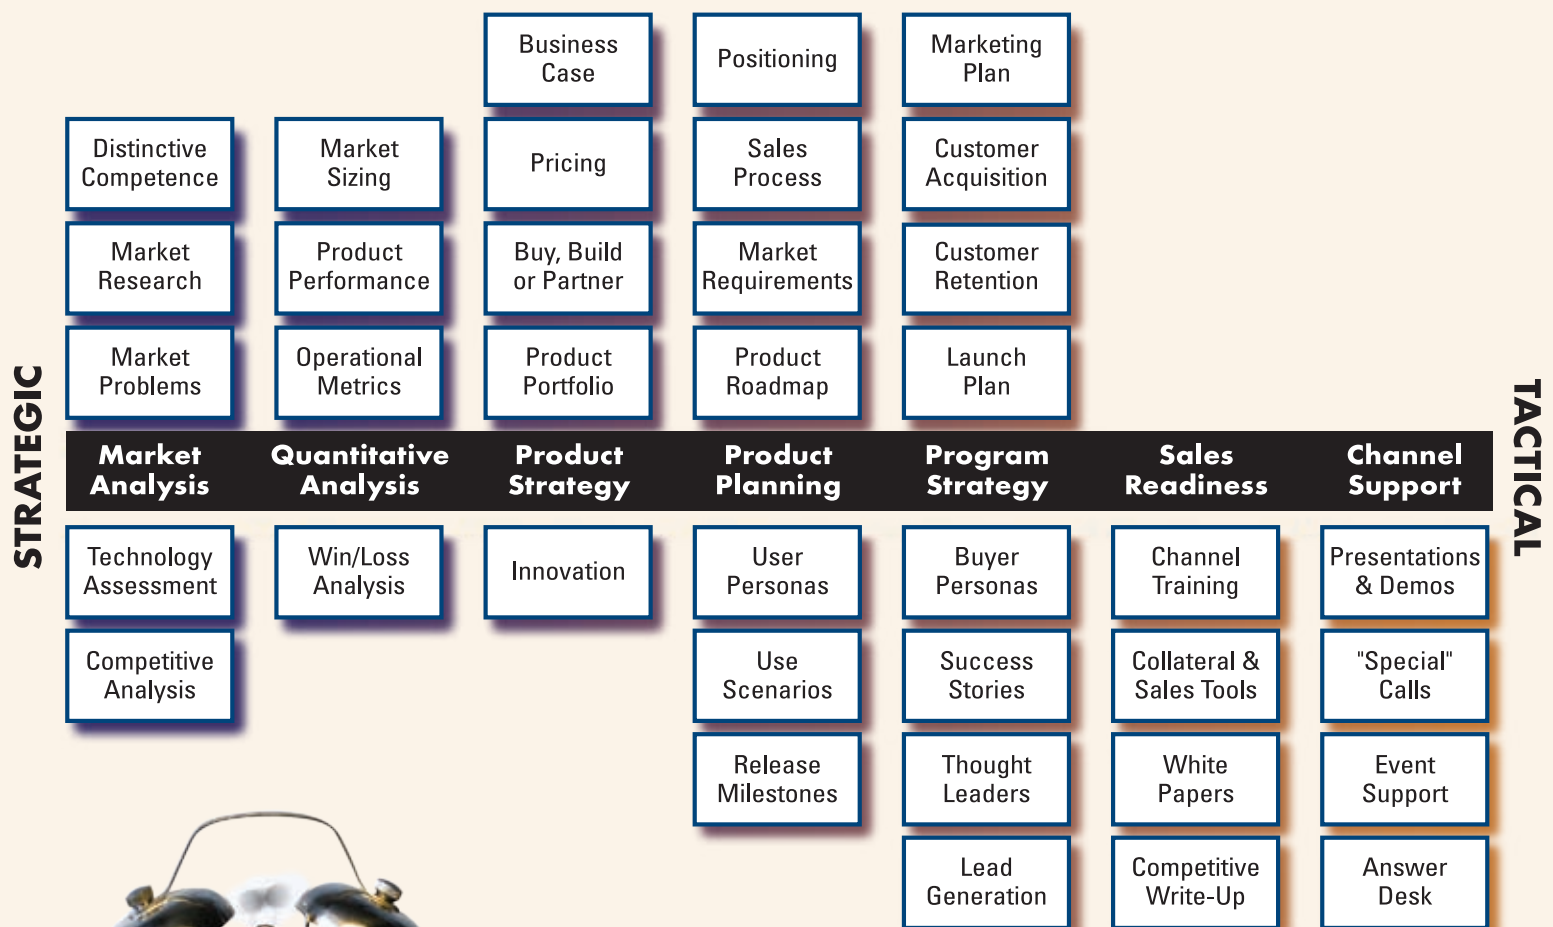 Business
Case
Positioning
Marketing
Plan
Distinctive
Competence
Market
Sizing
Pricing
Sales
Process
Customer
Acquisition
Market
Research
Product
Performance
Buy, Build
or Partner
Market
Requirements
Customer
Retention
Market
Problems
Operational
Metrics
Product
Portfolio
Product
Roadmap
Launch
Plan
STRATEGIC
Market
Analysis
Quantitative
Analysis
Product
Strategy
Product
Planning
Program
Strategy
Sales
Readiness
Channel
Support
TACTICAL
Technology
Assessment
Win/Loss
Analysis
Innovation
User
Personas
Buyer
Personas
Channel
Training
Presentations
& Demos
Competitive
Analysis
Use
Scenarios
Success
Stories
Collateral &
Sales Tools
"Special"
Calls
Release
Milestones
Thought
Leaders
White
Papers
Event
Support
Lead
Generation
Competitive
Write-Up
Answer
Desk